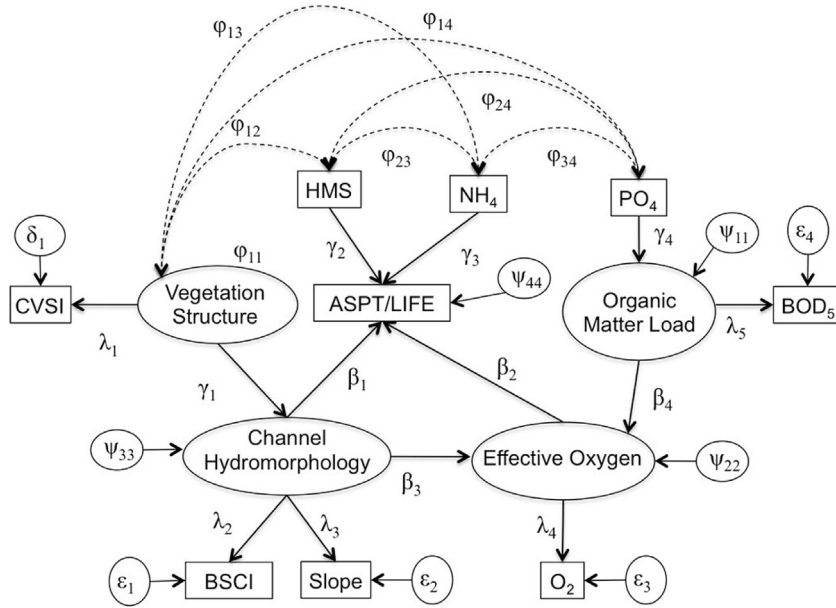 φ₁₃
φ₁₄
φ₂₄
φ₁₂
φ₂₃
φ₃₄
HMS
NH₄
PO₄
δ₁
φ₁₁
γ₂
γ₃
γ₄
ψ₁₁
ε₄
ψ₄₄
CVSI
Vegetation
Structure
ASPT/LIFE
Organic
Matter Load
BOD₅
λ₁
λ₅
γ₁
β₁
β₂
β₄
ψ₃₃
Channel
Hydromorphology
Effective Oxygen
ψ₂₂
β₃
λ₂
λ₃
λ₄
ε₁
BSCI
Slope
ε₂
O₂
ε₃